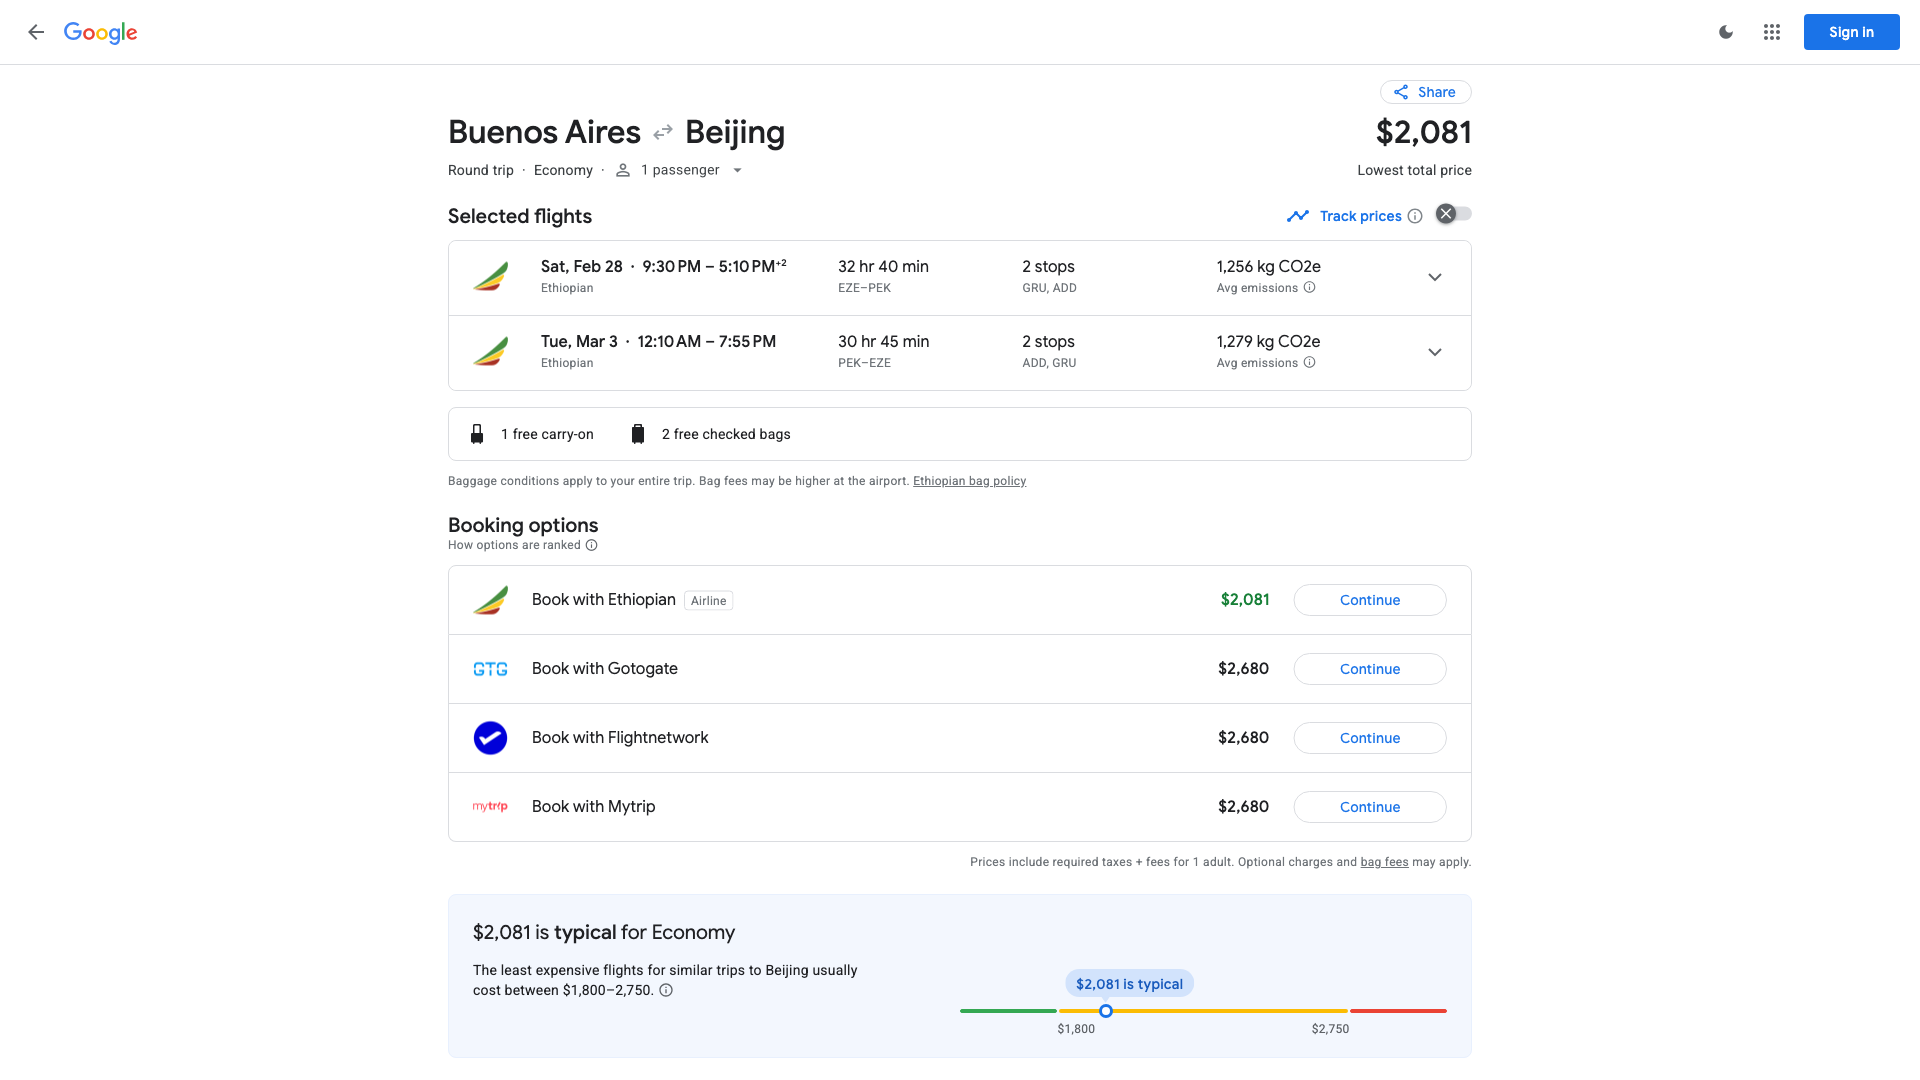 Google
Sign in
Share
Buenos Aires Beijing
$2,081
Round trip · Economy · 1 passenger
Lowest total price
Selected flights
Track prices
Sat, Feb 28 · 9:30 PM – 5:10 PM+2
32 hr 40 min
2 stops
1,256 kg CO2e
Ethiopian
EZE–PEK
GRU, ADD
Avg emissions
Tue, Mar 3 · 12:10 AM – 7:55 PM
30 hr 45 min
2 stops
1,279 kg CO2e
Ethiopian
PEK–EZE
ADD, GRU
Avg emissions
1 free carry-on
2 free checked bags
Baggage conditions apply to your entire trip. Bag fees may be higher at the airport. Ethiopian bag policy
Booking options
How options are ranked
Book with Ethiopian Airline $2,081 Continue
GTG Book with Gotogate $2,680 Continue
Book with Flightnetwork $2,680 Continue
mytrip Book with Mytrip $2,680 Continue
Prices include required taxes + fees for 1 adult. Optional charges and bag fees may apply.
$2,081 is typical for Economy
The least expensive flights for similar trips to Beijing usually
cost between $1,800–2,750.
$2,081 is typical
$1,800
$2,750